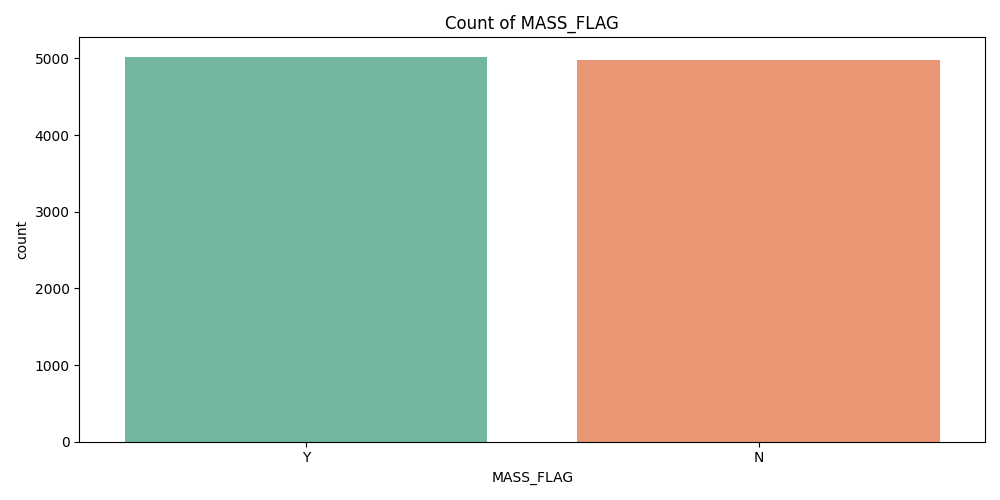 Count of MASS_FLAG
5000
4000
3000
2000
1000
0
count
Y
N
MASS_FLAG